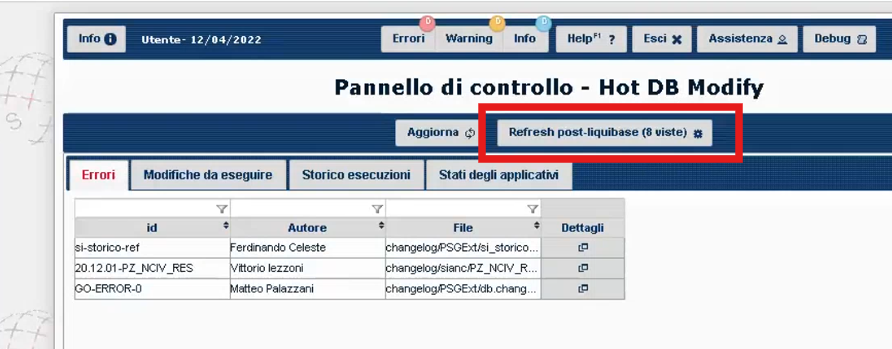 Info
Utente- 12/04/2022
Errori 0
Warning 0
Info 0
Help F1 ?
Esci
Assistenza
Debug
Pannello di controllo - Hot DB Modify
Aggiorna
Refresh post-liquibase (8 viste)
Errori
Modifiche da eseguire
Storico esecuzioni
Stati degli applicativi
id Autore File Dettagli
si-storico-ref Ferdinando Celeste changelog/PSGExt/si_storico...
20.12.01-PZ_NCIV_RES Vittorio Iezzoni changelog/sianc/PZ_NCIV_R...
GO-ERROR-0 Matteo Palazzani changelog/PSGExt/db.chang...